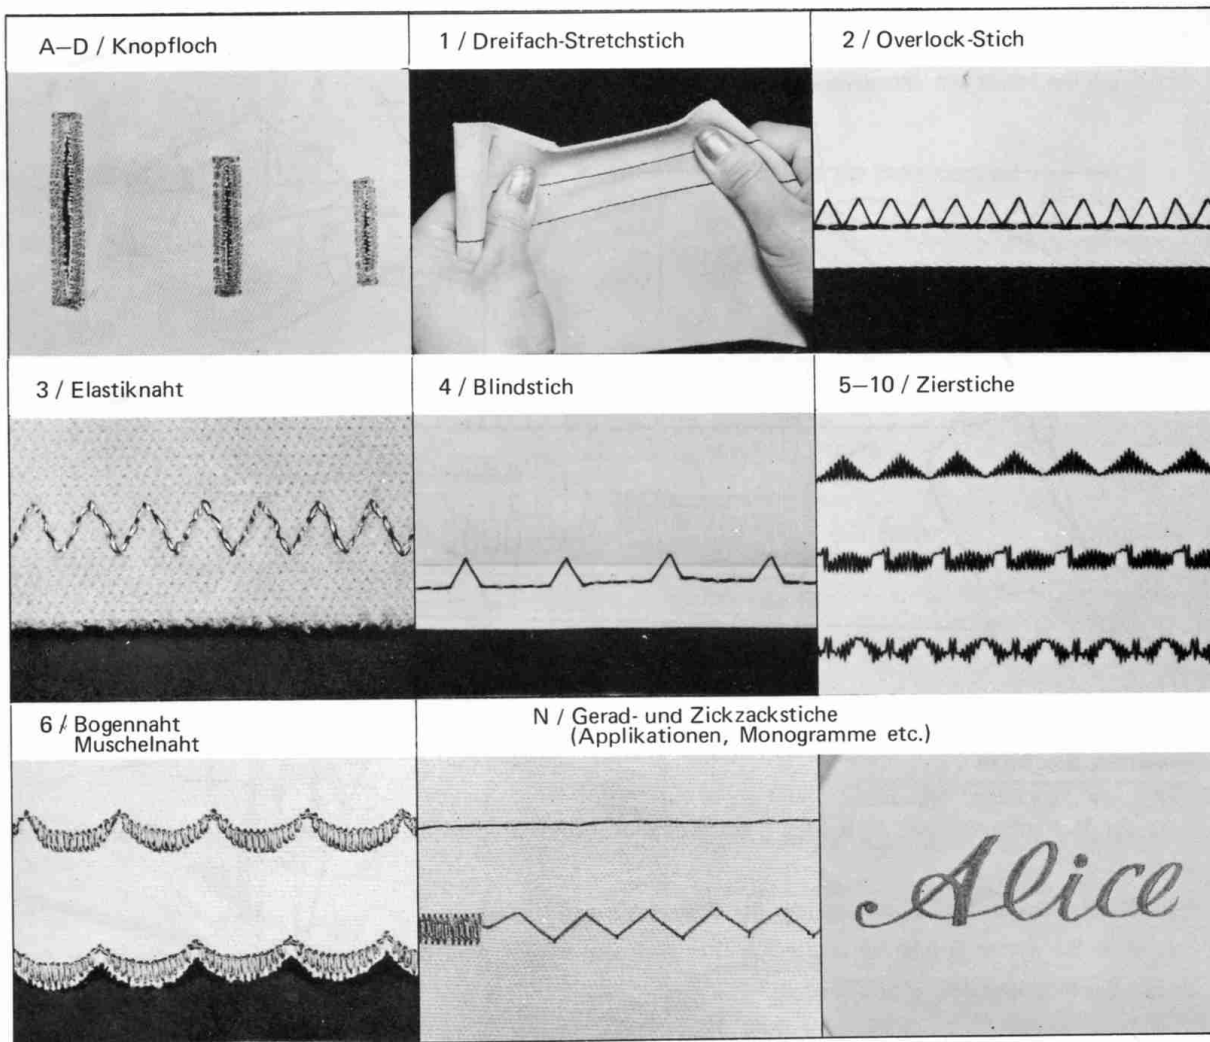 A–D / Knopfloch
1 / Dreifach-Stretchstich
2 / Overlock-Stich
3 / Elastiknaht
4 / Blindstich
5–10 / Zierstiche
6 / Bogennaht
Muschelnaht
N / Gerad- und Zickzackstiche
(Applikationen, Monogramme etc.)
Alice